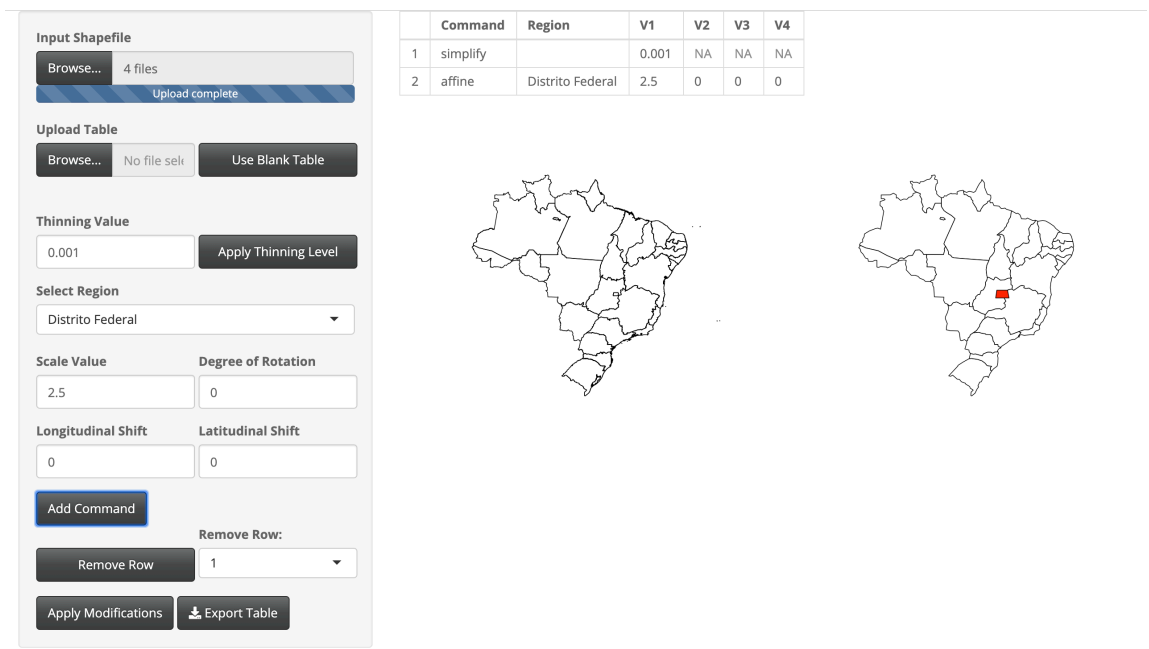 Input Shapefile
Browse... 4 files
Upload complete
Upload Table
Browse... No file sele Use Blank Table
Thinning Value
0.001 Apply Thinning Level
Select Region
Distrito Federal
Scale Value Degree of Rotation
2.5 0
Longitudinal Shift Latitudinal Shift
0 0
Add Command
Remove Row:
Remove Row 1
Apply Modifications Export Table
Command Region V1 V2 V3 V4
1 simplify 0.001 NA NA NA
2 affine Distrito Federal 2.5 0 0 0